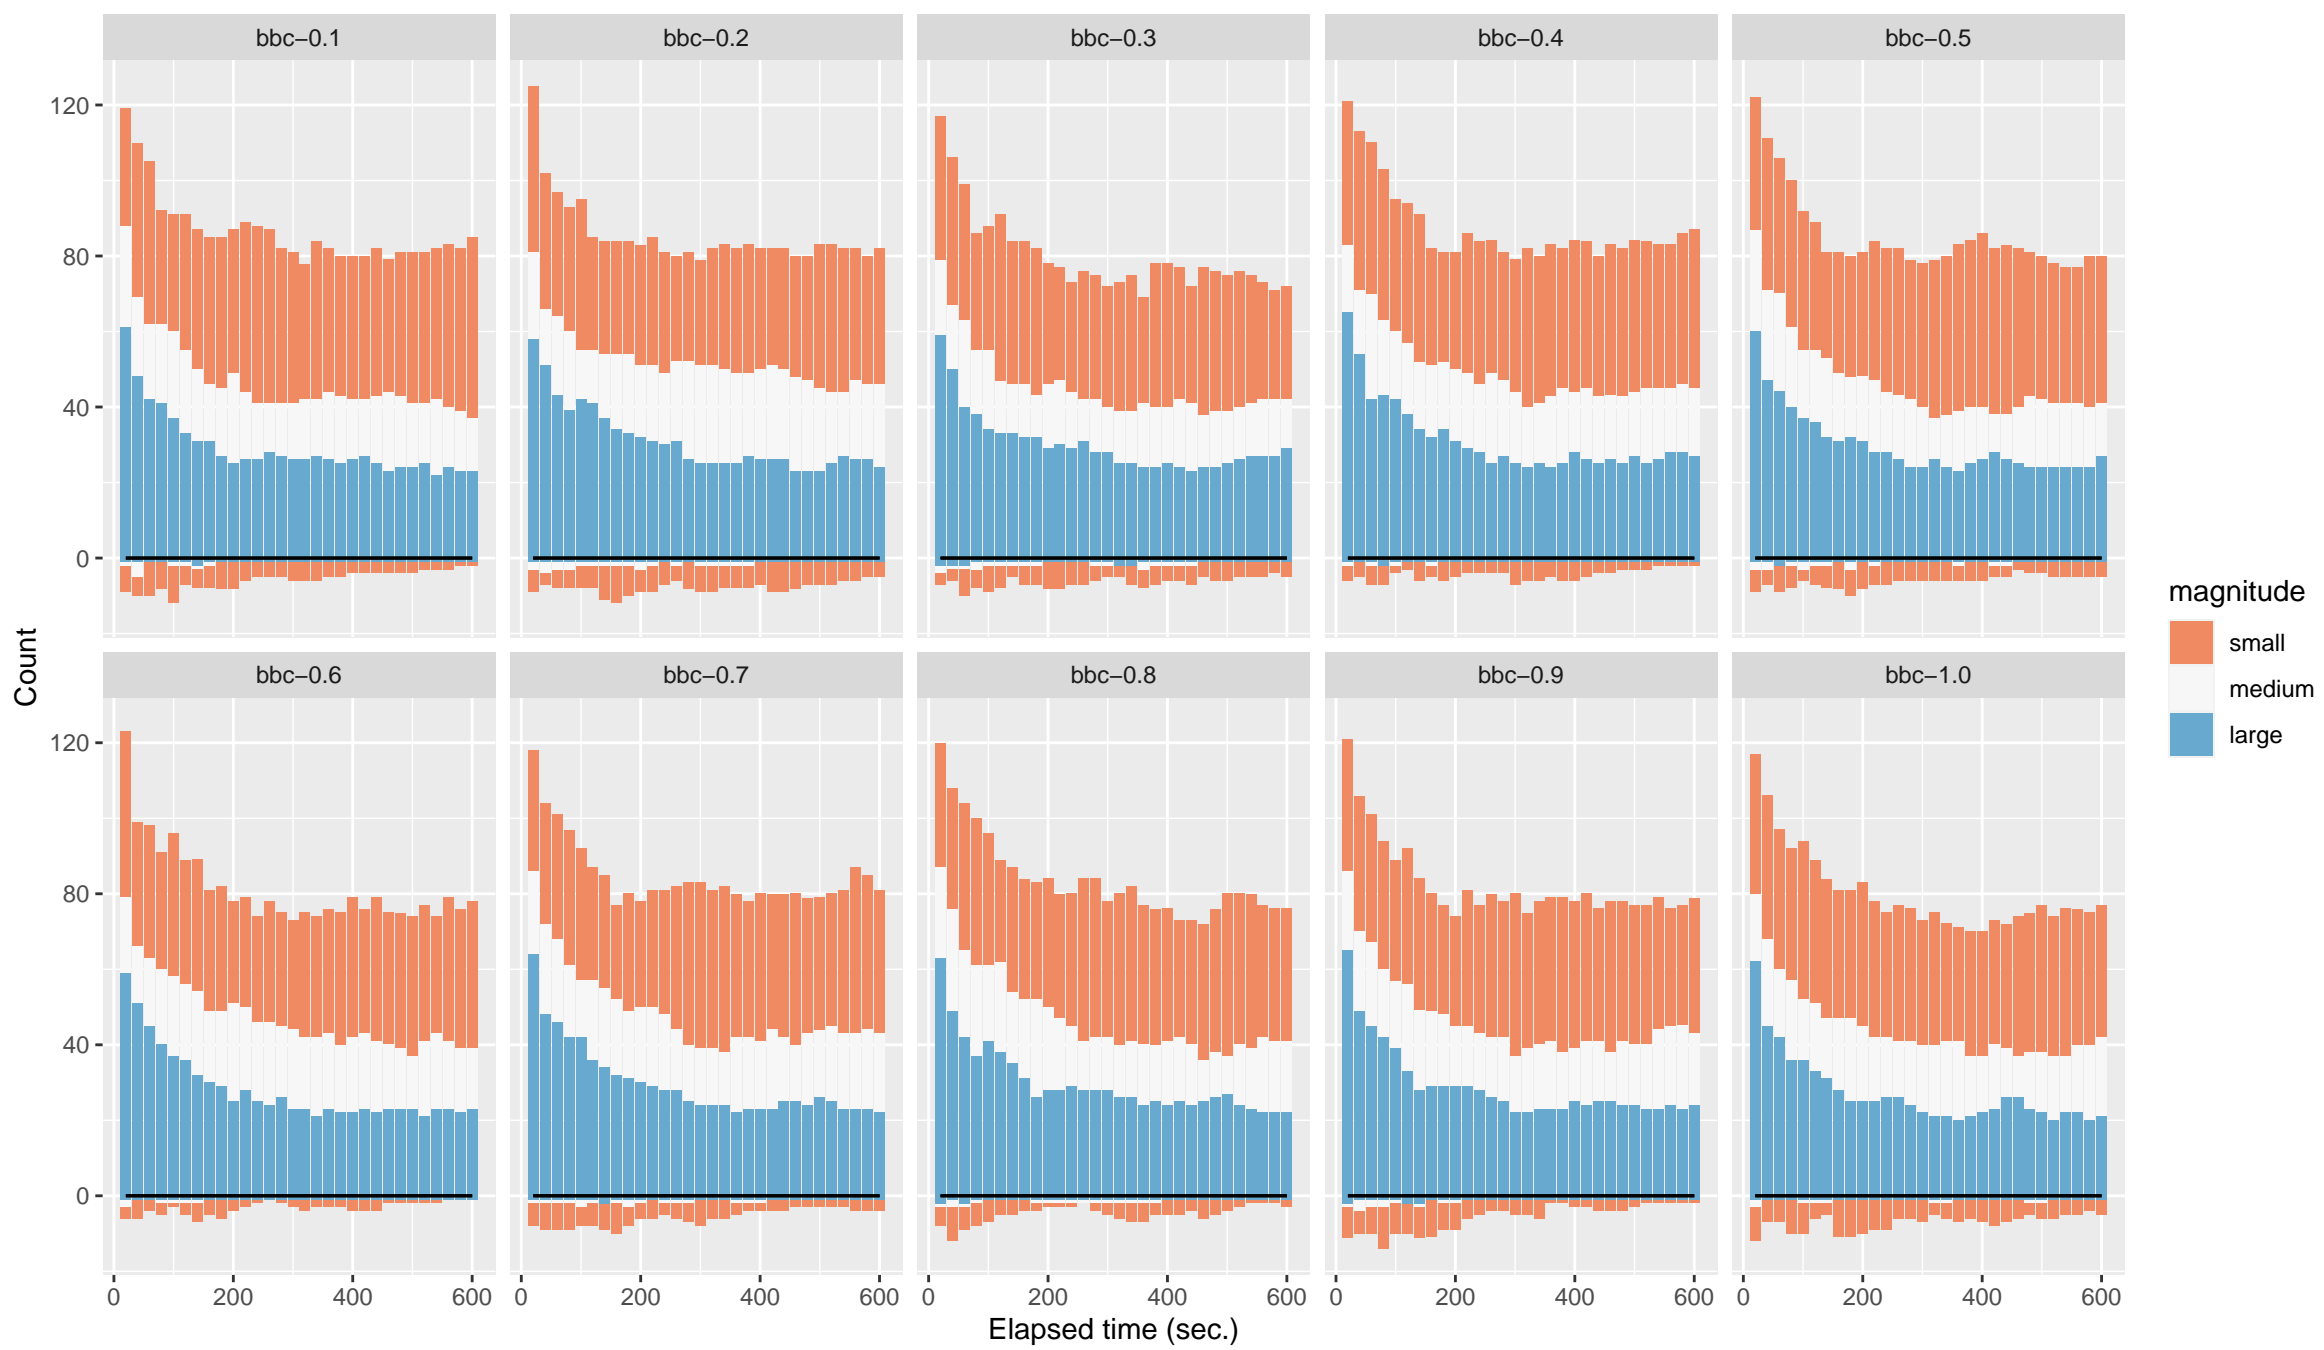 bbc−0.1 bbc−0.2 bbc−0.3 bbc−0.4 bbc−0.5
120
80
40
0
bbc−0.6 bbc−0.7 bbc−0.8 bbc−0.9 bbc−1.0
120
80
40
0
0 200 400 600 0 200 400 600 0 200 400 600 0 200 400 600 0 200 400 600
Elapsed time (sec.)
Count
magnitude
small
medium
large